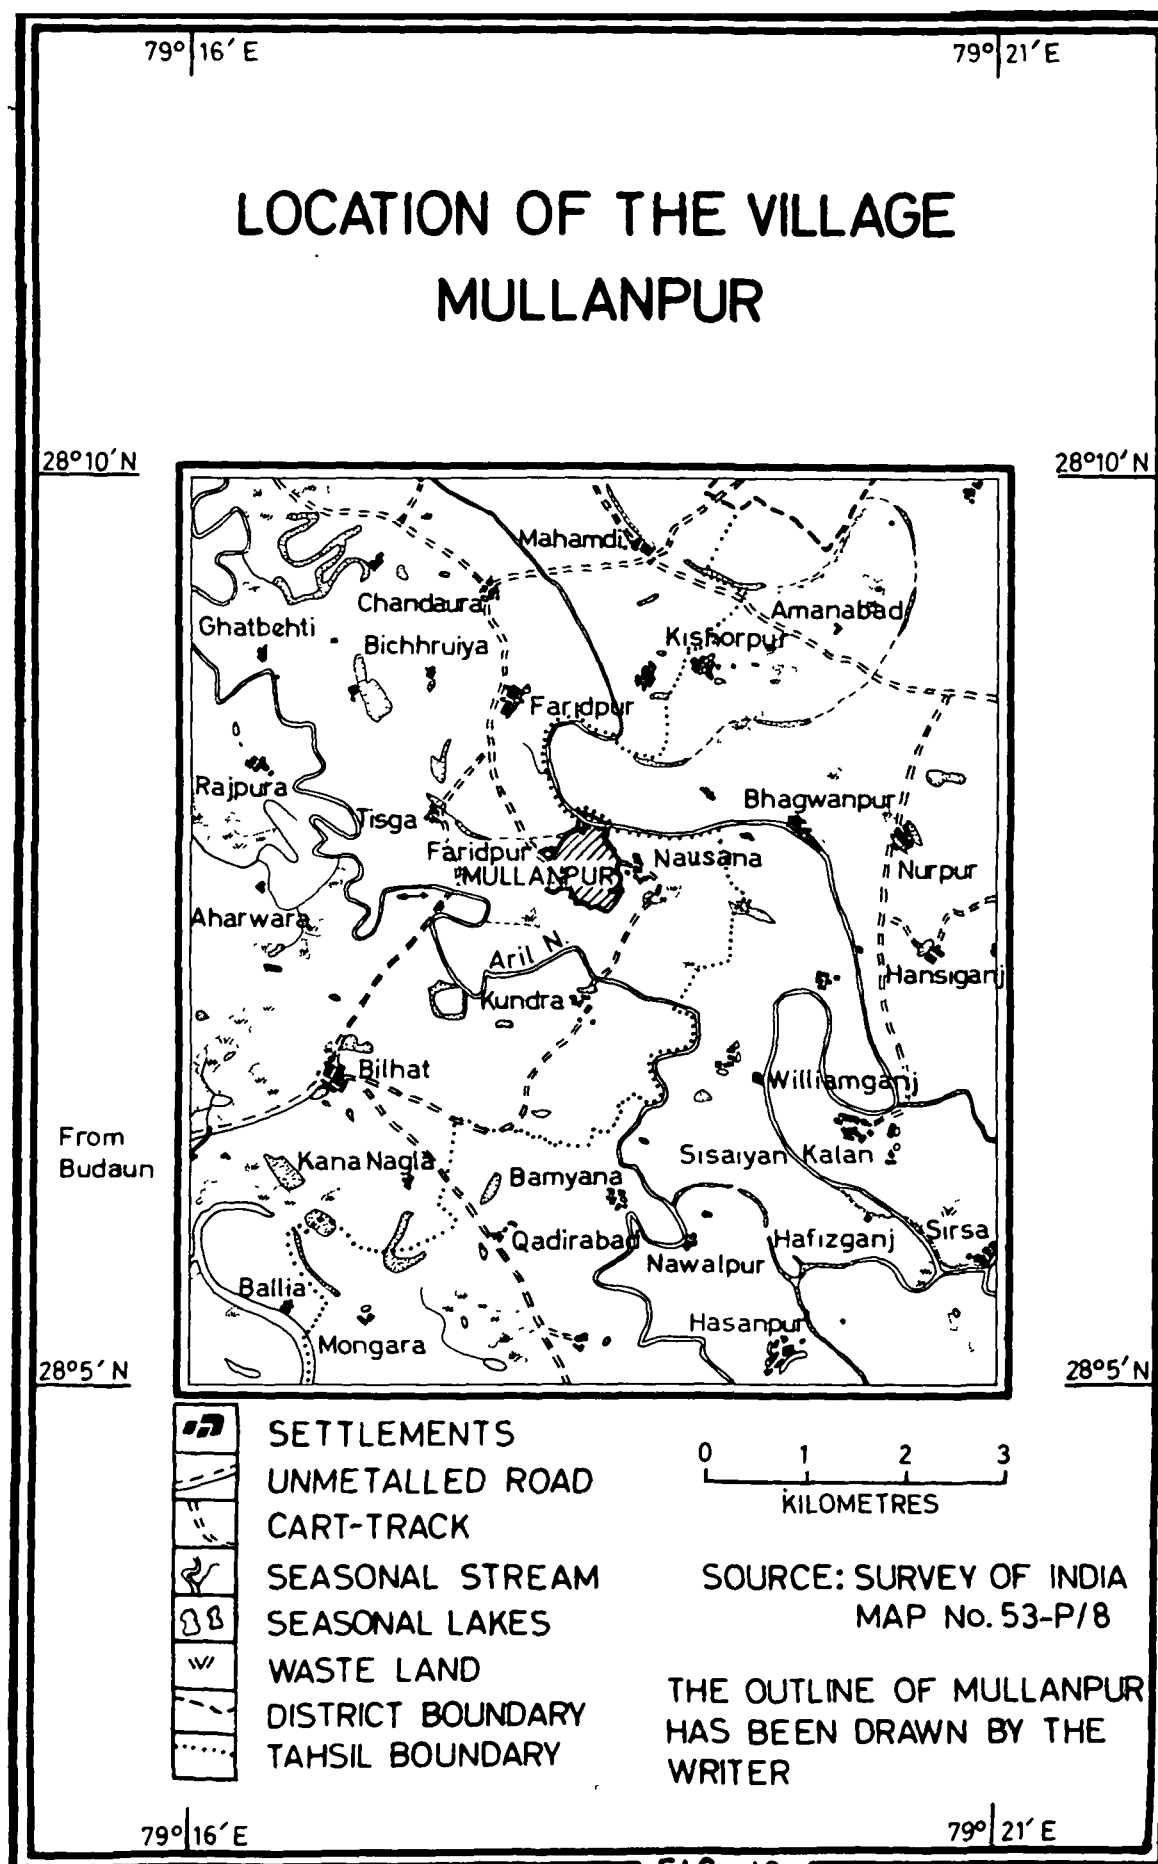 79° 16′ E
79° 21′ E
LOCATION OF THE VILLAGE
MULLANPUR
28° 10′ N
28° 10′ N
Mahamdi
Chandaura
Amanabad
Ghatbehti
Kishorpur
Bichhruiya
Faridpur
Rajpura
Bhagwanpur
Tisga
Faridpur
Nausana
MULLANPUR
Nurpur
Aharwara
Aril N.
Hansiganj
Kundra
Bilhat
Williamganj
From
Budaun
Kana Nagla
Sisaiyan Kalan
Bamyana
Qadirabad
Hafizganj
Sirsa
Nawalpur
Ballia
Hasanpur
Mongara
28° 5′ N
28° 5′ N
SETTLEMENTS
UNMETALLED ROAD
CART-TRACK
SEASONAL STREAM
SEASONAL LAKES
WASTE LAND
DISTRICT BOUNDARY
TAHSIL BOUNDARY
0 1 2 3
KILOMETRES
SOURCE: SURVEY OF INDIA
MAP No. 53-P/8
THE OUTLINE OF MULLANPUR
HAS BEEN DRAWN BY THE
WRITER
79° 16′ E
79° 21′ E